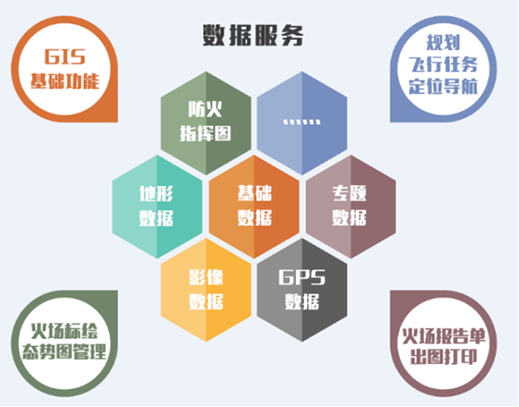 数据服务
GIS
基础功能
规划
飞行任务
定位导航
防火
指挥图
......
地形
数据
基础
数据
专题
数据
影像
数据
GPS
数据
火场标绘
态势图管理
火场报告单
出图打印